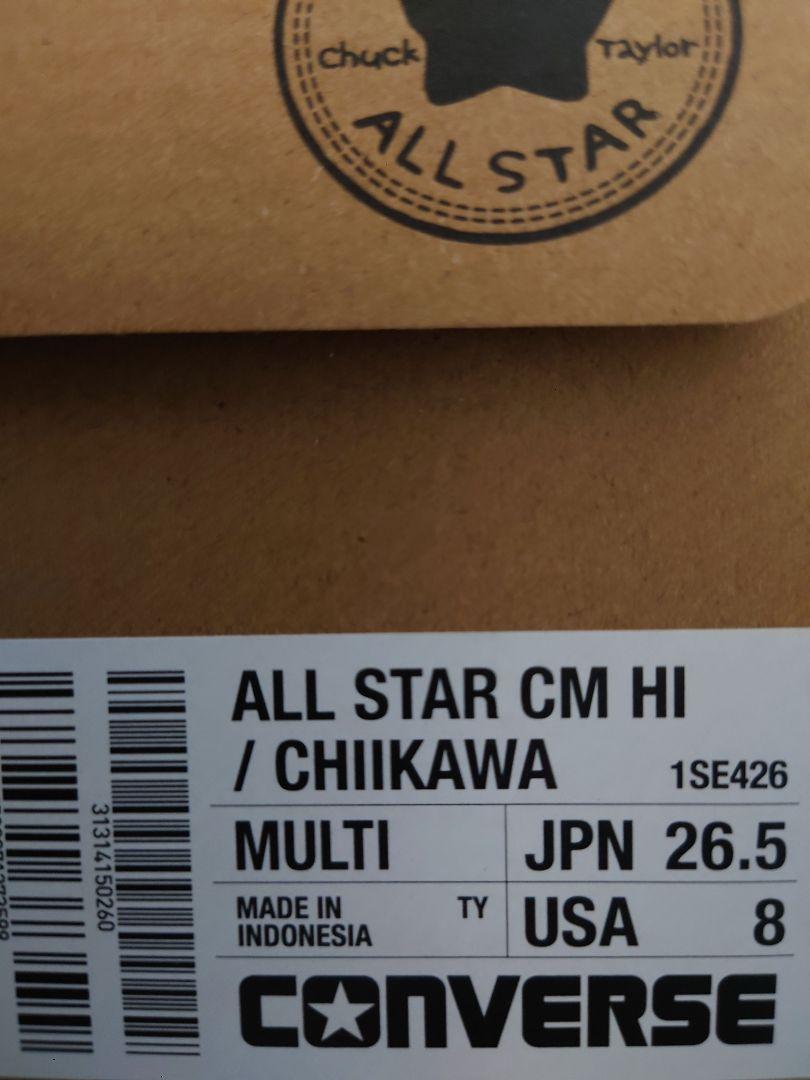 Chuck Taylor
ALL STAR
ALL STAR CM HI
/ CHIIKAWA 1SE426
MULTI JPN 26.5
MADE IN INDONESIA TY USA 8
CONVERSE
31314150260